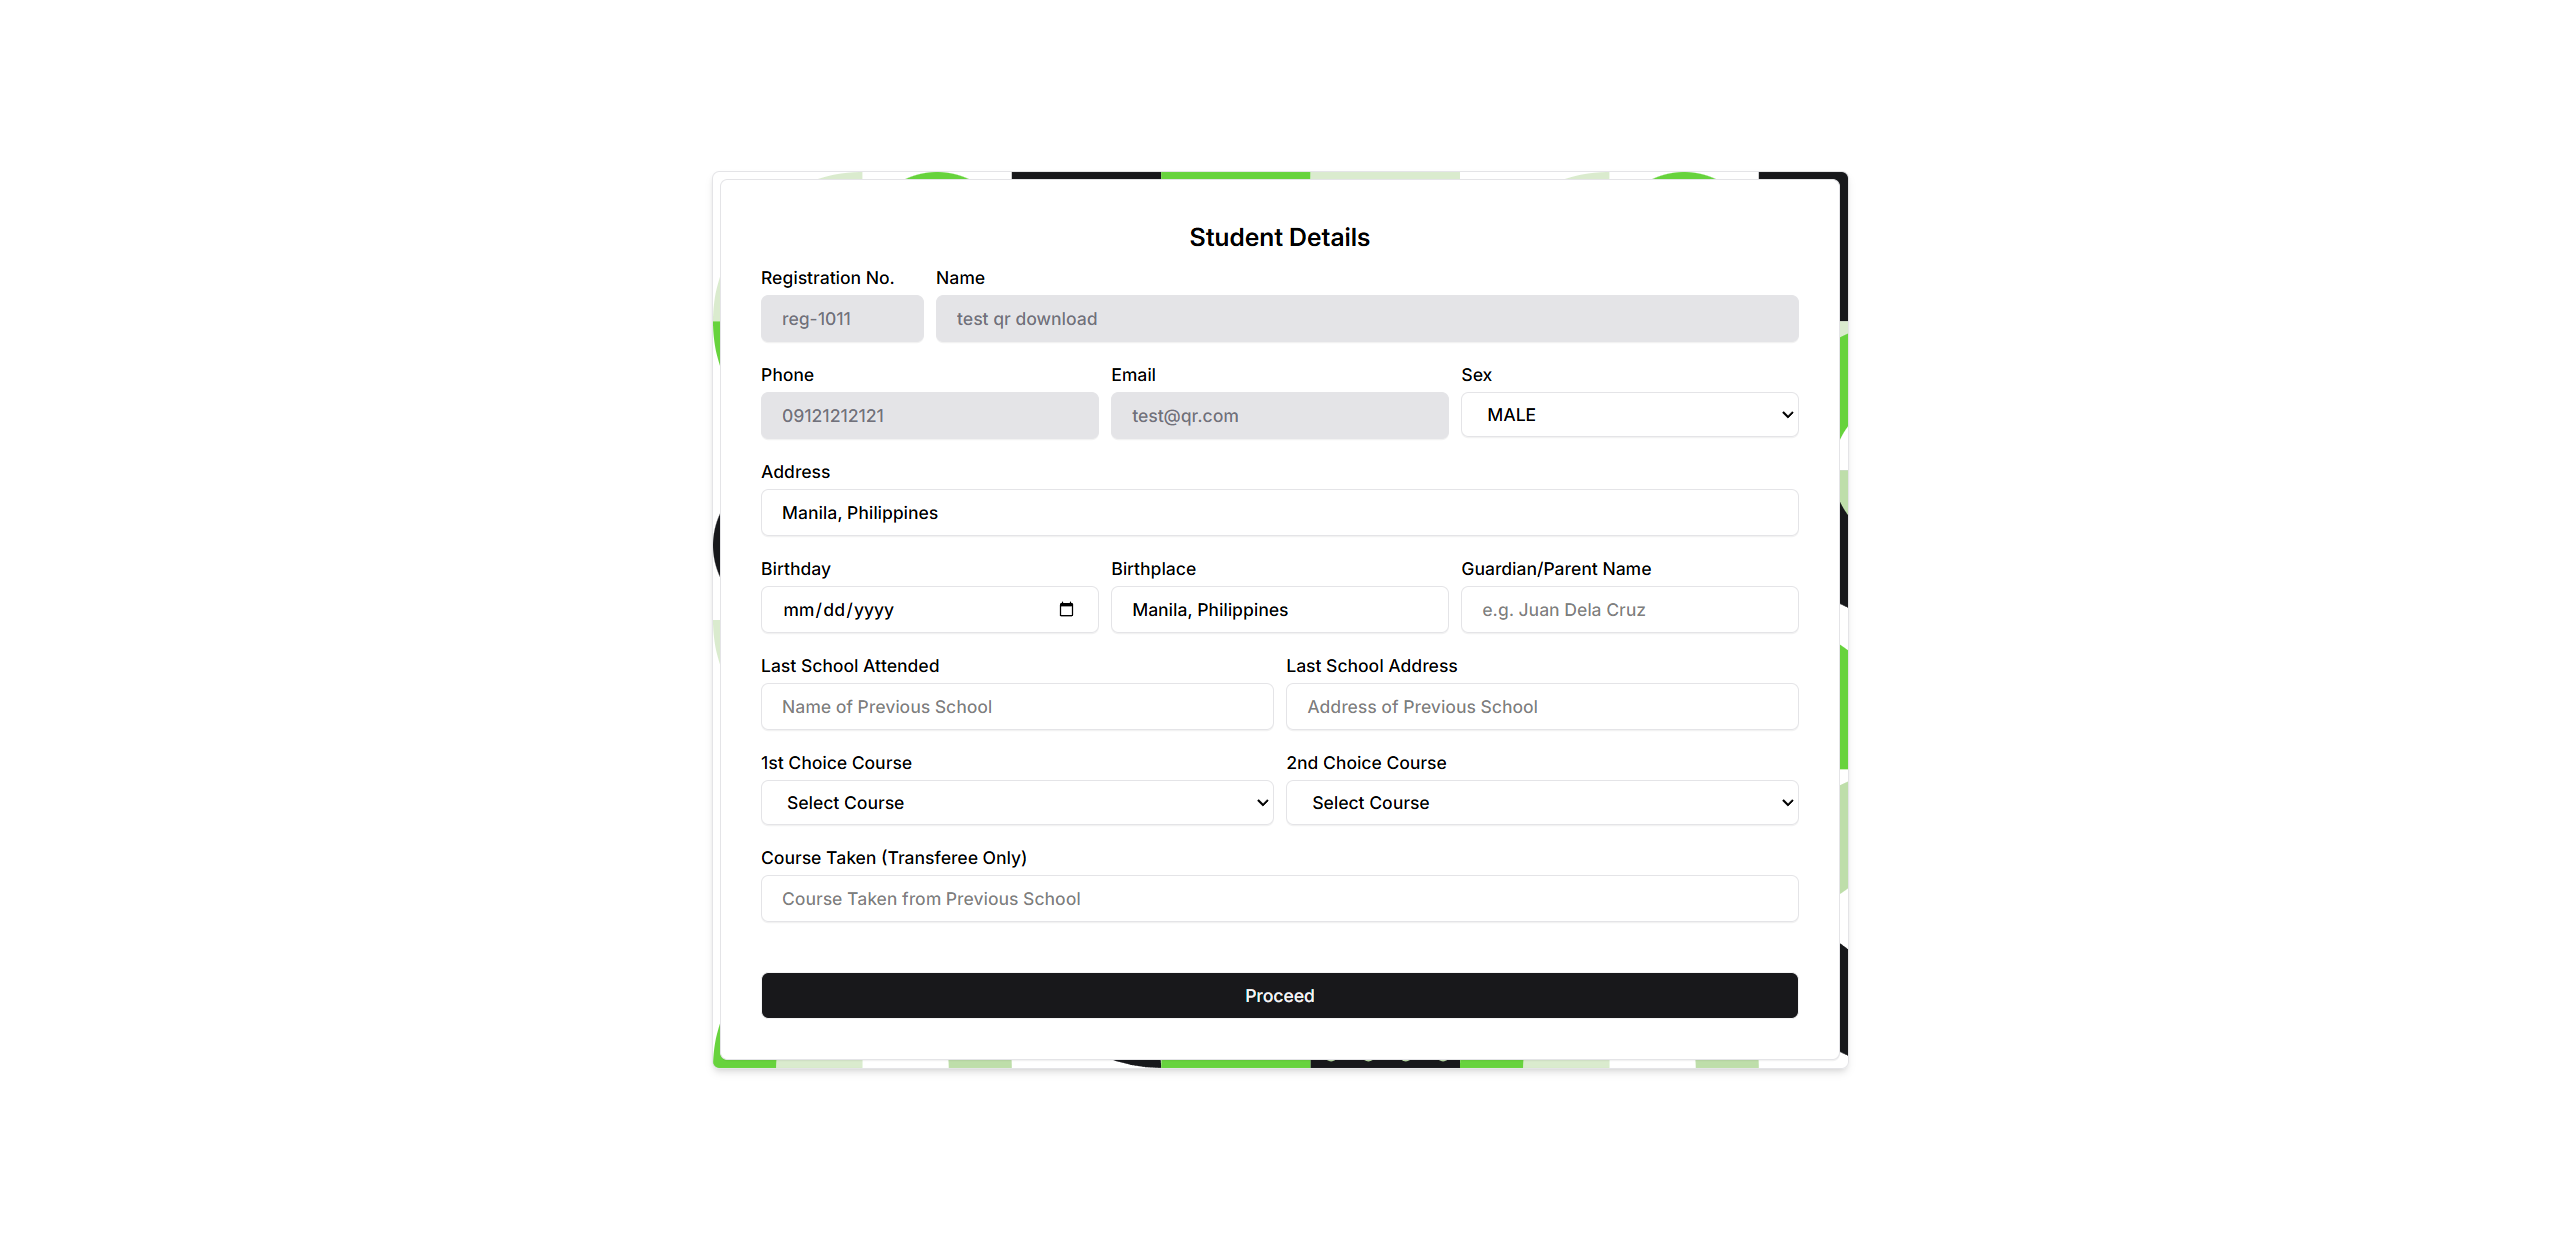 Student Details
Registration No. Name
reg-1011 test qr download
Phone Email Sex
09121212121 test@qr.com MALE
Address
Manila, Philippines
Birthday Birthplace Guardian/Parent Name
mm/dd/yyyy Manila, Philippines e.g. Juan Dela Cruz
Last School Attended Last School Address
Name of Previous School Address of Previous School
1st Choice Course 2nd Choice Course
Select Course Select Course
Course Taken (Transferee Only)
Course Taken from Previous School
Proceed